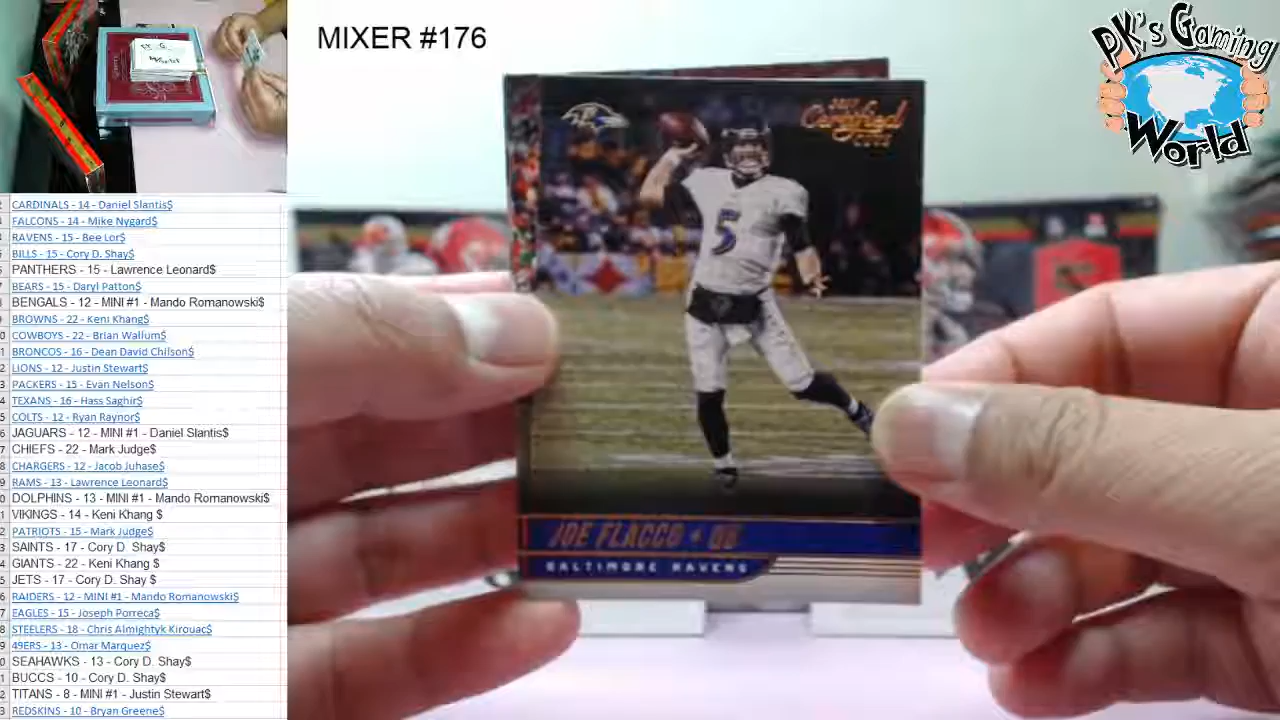 MIXER #176
PK's Gaming
World
2017
Certified
5
JOE FLACCO • QB
BALTIMORE RAVENS
CARDINALS - 14 - Daniel Slantis$
FALCONS - 14 - Mike Nygard$
RAVENS - 15 - Bee Lor$
BILLS - 15 - Cory D. Shay$
PANTHERS - 15 - Lawrence Leonard$
BEARS - 15 - Daryl Patton$
BENGALS - 12 - MINI #1 - Mando Romanowski$
BROWNS - 22 - Keni Khang$
COWBOYS - 22 - Brian Wallum$
BRONCOS - 16 - Dean David Chilson$
LIONS - 12 - Justin Stewart$
PACKERS - 15 - Evan Nelson$
TEXANS - 16 - Hass Saghir$
COLTS - 12 - Ryan Raynor$
JAGUARS - 12 - MINI #1 - Daniel Slantis$
CHIEFS - 22 - Mark Judge$
CHARGERS - 12 - Jacob Juhase$
RAMS - 13 - Lawrence Leonard$
DOLPHINS - 13 - MINI #1 - Mando Romanowski$
VIKINGS - 14 - Keni Khang $
PATRIOTS - 15 - Mark Judge$
SAINTS - 17 - Cory D. Shay$
GIANTS - 22 - Keni Khang $
JETS - 17 - Cory D. Shay $
RAIDERS - 12 - MINI #1 - Mando Romanowski$
EAGLES - 15 - Joseph Porreca$
STEELERS - 18 - Chris Almightyk Kirouac$
49ERS - 13 - Omar Marquez$
SEAHAWKS - 13 - Cory D. Shay$
BUCCS - 10 - Cory D. Shay$
TITANS - 8 - MINI #1 - Justin Stewart$
REDSKINS - 10 - Bryan Greene$